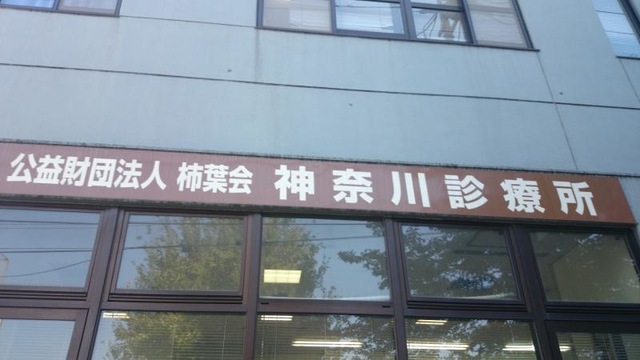 公益財団法人 柿葉会 神奈川診療所